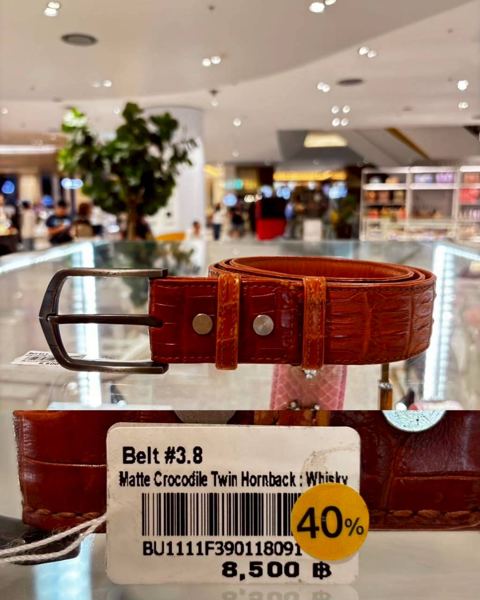 Belt #3.8
Matte Crocodile Twin Hornback : Whisky
40%
BU1111F390118091
8,500 ฿